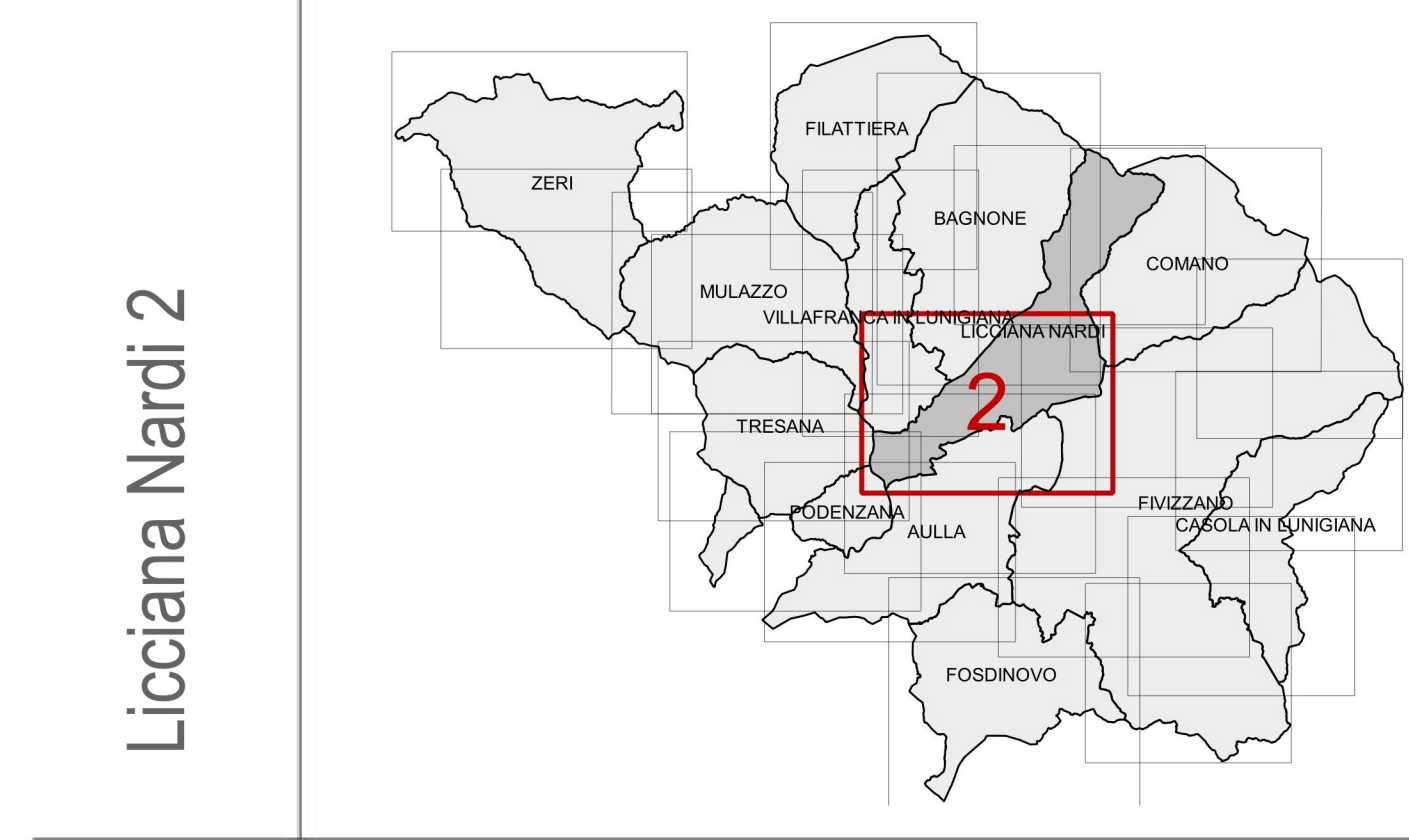 Licciana Nardi 2
FILATTIERA
ZERI
BAGNONE
COMANO
MULAZZO
VILLAFRANCA IN LUNIGIANA
LICCIANA NARDI
2
TRESANA
FIVIZZANO
PODENZANA
CASOLA IN LUNIGIANA
AULLA
FOSDINOVO